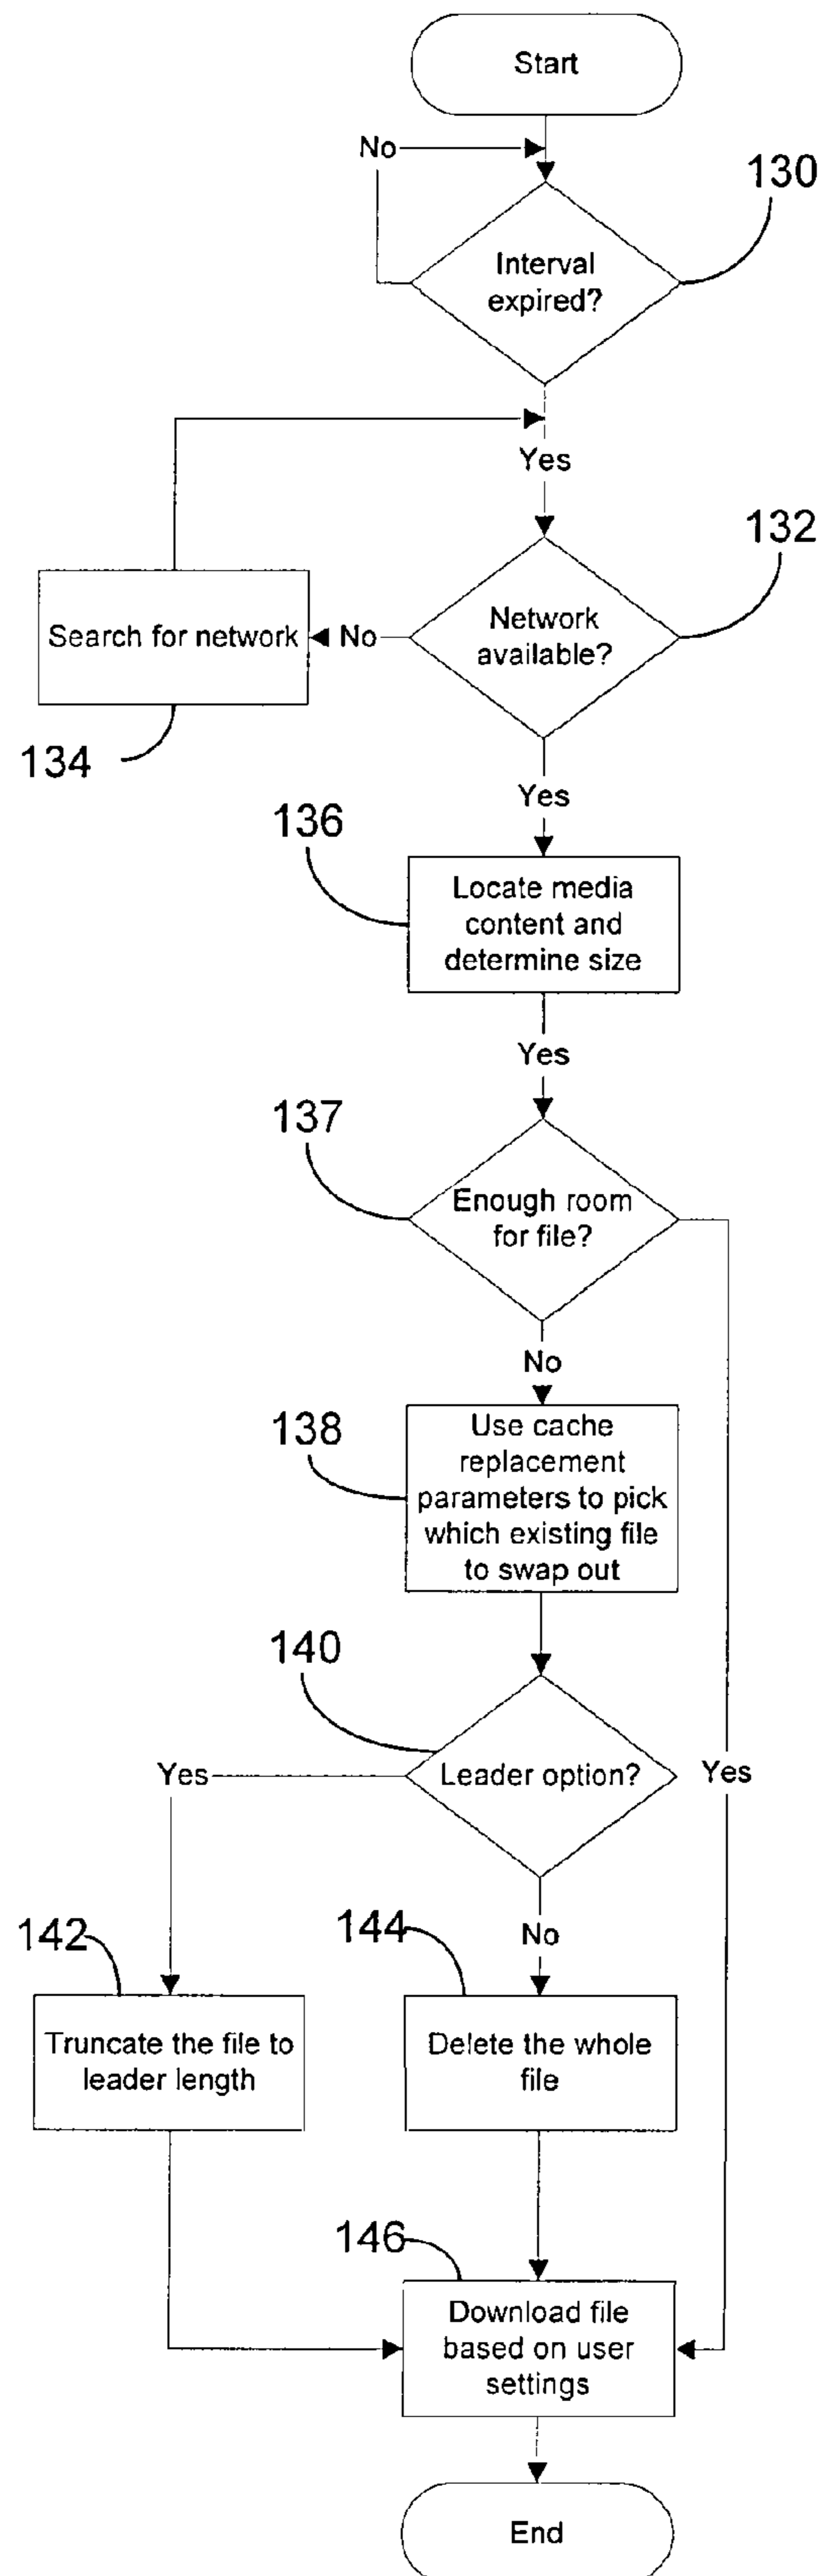 Start
No
130
Interval
expired?
Yes
132
Network
available?
No
Search for network
134
Yes
136
Locate media
content and
determine size
Yes
137
Enough room
for file?
No
138
Use cache
replacement
parameters to pick
which existing file
to swap out
140
Leader option?
Yes
Yes
142
144
No
Truncate the file to
leader length
Delete the whole
file
146
Download file
based on user
settings
End